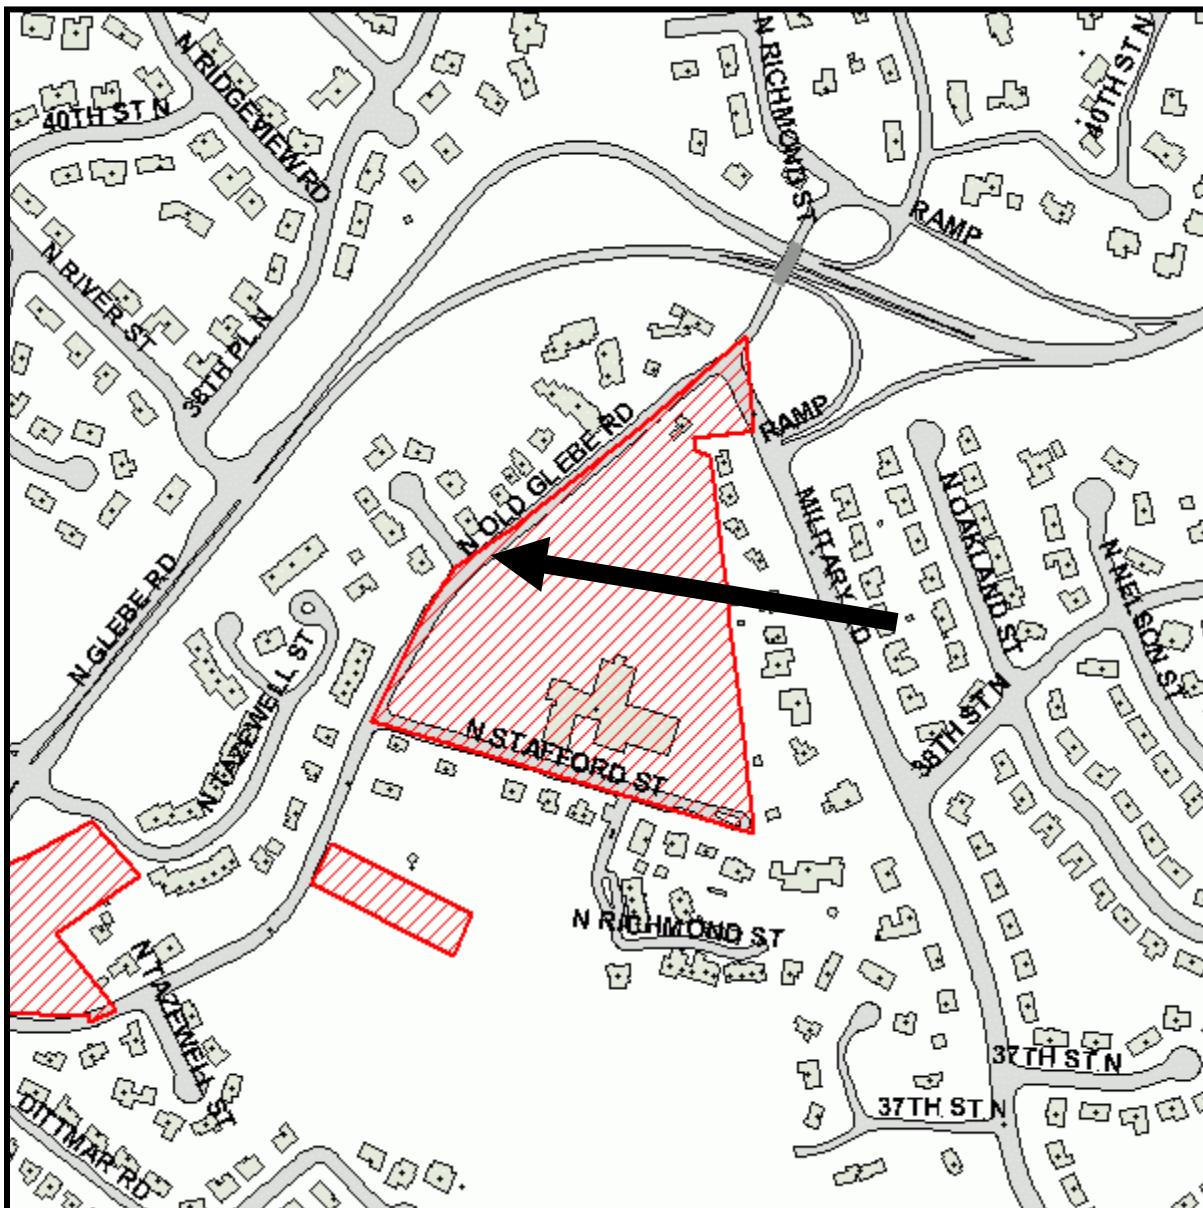 N RIDGEVIEW RD
N RICHMOND ST
40TH ST N
40TH ST N
RAMP
N RIVER ST
38TH PL N
N OLD GLEBE RD
RAMP
N GLEBE RD
MILITARY RD
N OAKLAND ST
N NELSON ST
N TAZEWELL ST
N STAFFORD ST
38TH ST N
N RICHMOND ST
N TAZEWELL ST
37TH ST N
37TH ST N
DITTMAR RD